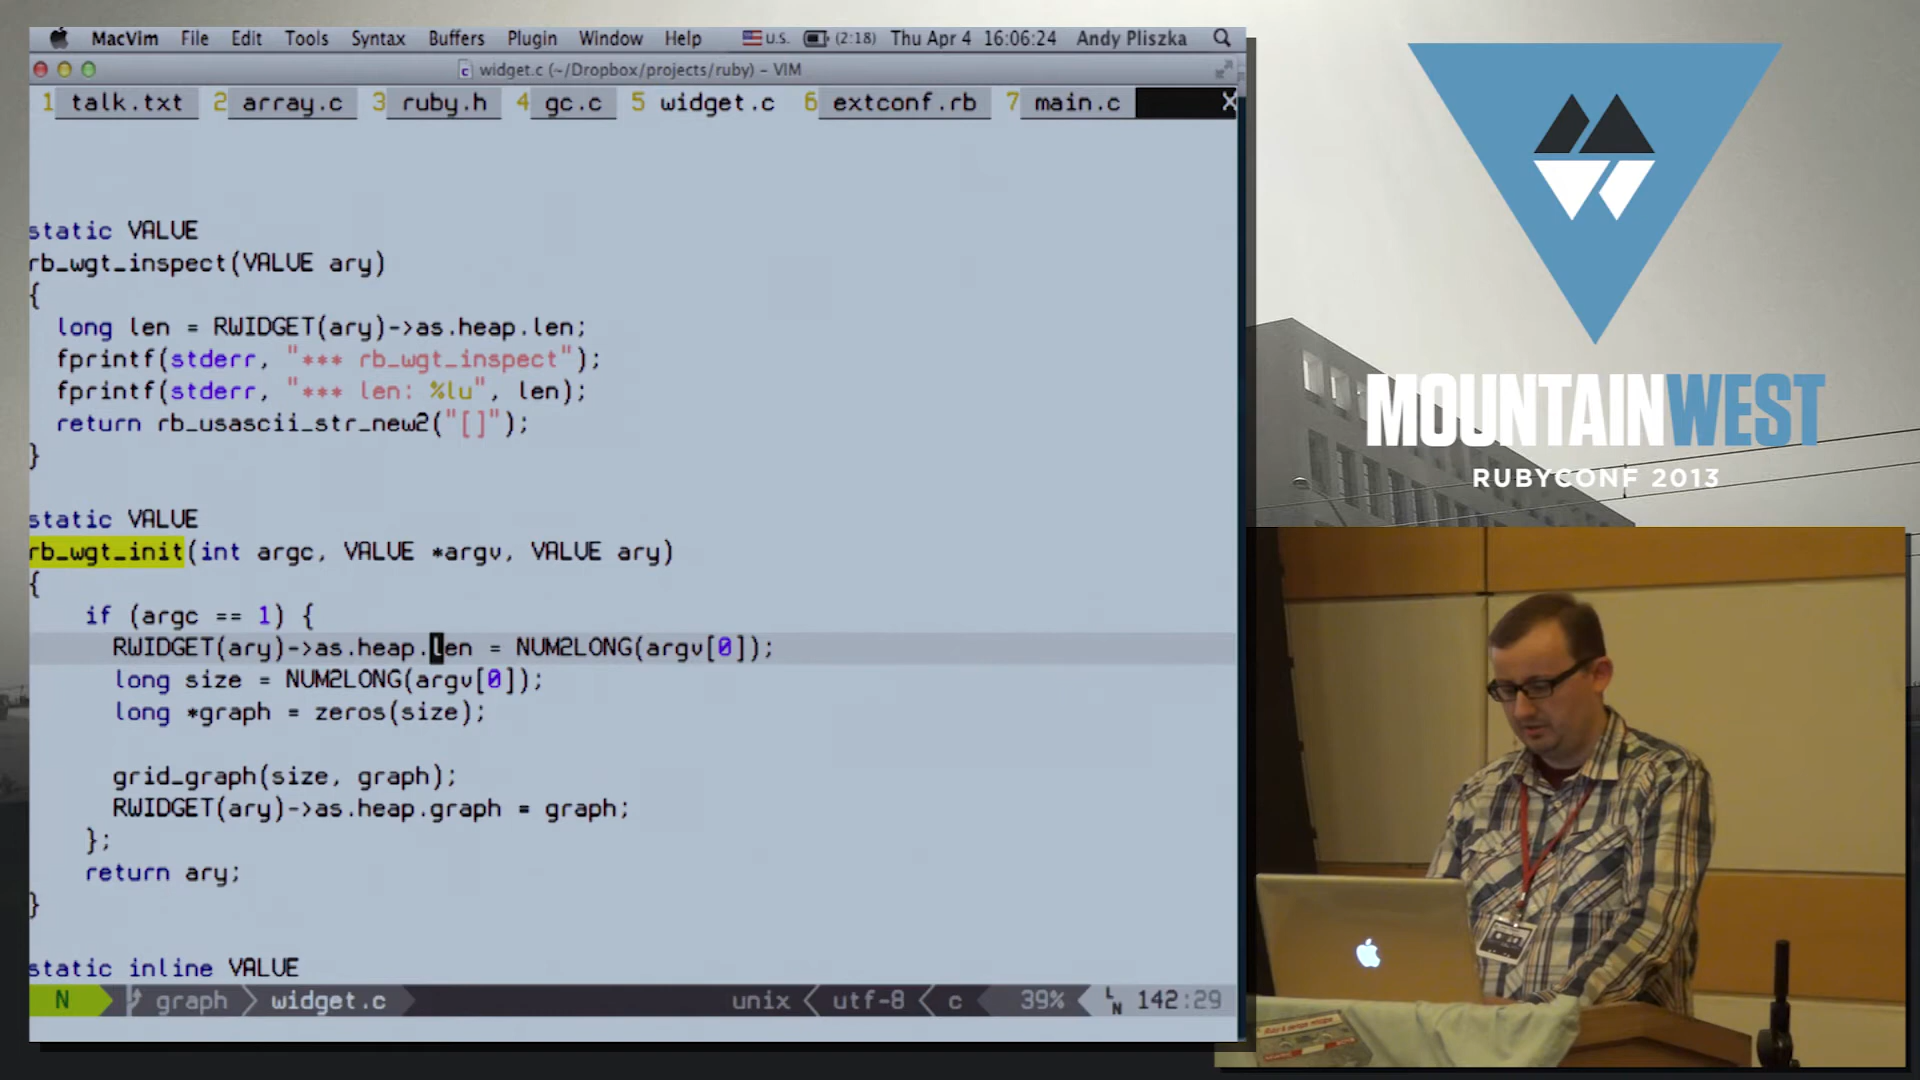 MacVim File Edit Tools Syntax Buffers Plugin Window Help U.S. (2:18) Thu Apr 4 16:06:24 Andy Pliszka
widget.c (~/Dropbox/projects/ruby) - VIM
1 talk.txt 2 array.c 3 ruby.h 4 gc.c 5 widget.c 6 extconf.rb 7 main.c X
static VALUE
rb_wgt_inspect(VALUE ary)
{
long len = RWIDGET(ary)->as.heap.len;
fprintf(stderr, "*** rb_wgt_inspect");
fprintf(stderr, "*** len: %lu", len);
return rb_usascii_str_new2("[]");
}
static VALUE
rb_wgt_init(int argc, VALUE *argv, VALUE ary)
{
if (argc == 1) {
RWIDGET(ary)->as.heap.len = NUM2LONG(argv[0]);
long size = NUM2LONG(argv[0]);
long *graph = zeros(size);
grid_graph(size, graph);
RWIDGET(ary)->as.heap.graph = graph;
};
return ary;
}
static inline VALUE
N graph widget.c unix utf-8 c 39% LN 142:29
MOUNTAINWEST
RUBYCONF 2013